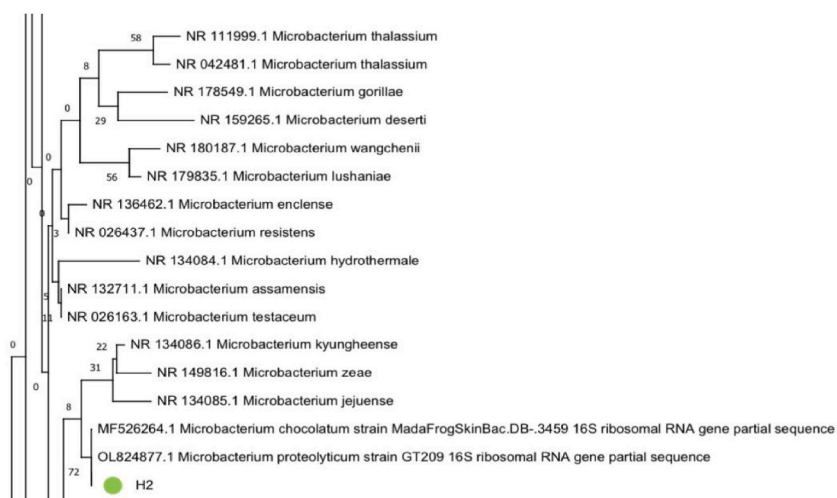 58
NR 111999.1 Microbacterium thalassium
NR 042481.1 Microbacterium thalassium
8
NR 178549.1 Microbacterium gorillae
29
NR 159265.1 Microbacterium deserti
0
NR 180187.1 Microbacterium wangchenii
0
56
NR 179835.1 Microbacterium lushaniae
0
NR 136462.1 Microbacterium enclense
0
3
NR 026437.1 Microbacterium resistens
NR 134084.1 Microbacterium hydrothermale
5
NR 132711.1 Microbacterium assamensis
11
NR 026163.1 Microbacterium testaceum
0
22
NR 134086.1 Microbacterium kyungheense
31
NR 149816.1 Microbacterium zeae
0
NR 134085.1 Microbacterium jejuense
8
MF526264.1 Microbacterium chocolatum strain MadaFrogSkinBac.DB-.3459 16S ribosomal RNA gene partial sequence
OL824877.1 Microbacterium proteolyticum strain GT209 16S ribosomal RNA gene partial sequence
72
H2